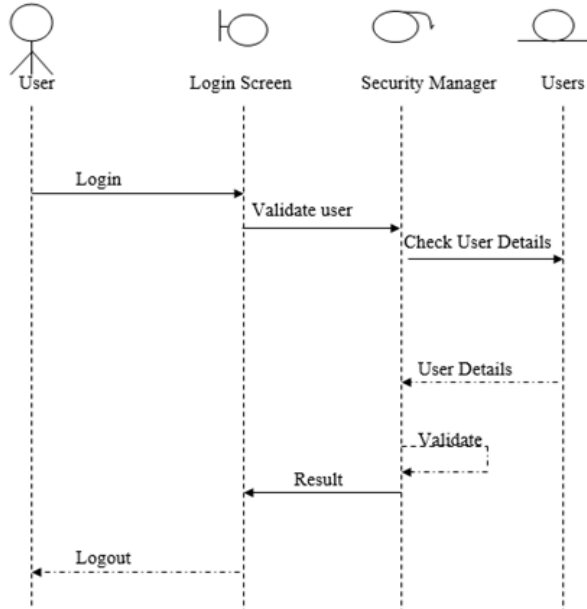 User
Login Screen
Security Manager
Users
Login
Validate user
Check User Details
User Details
Validate
Result
Logout